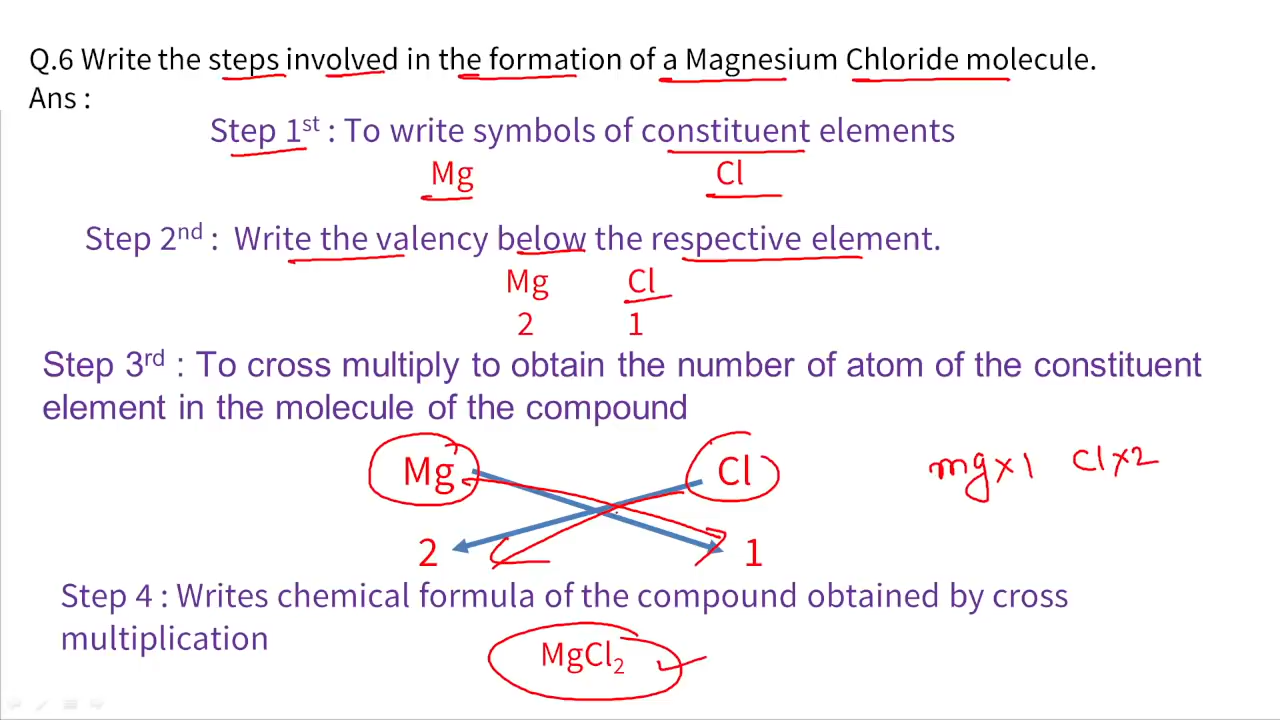 Q.6 Write the steps involved in the formation of a Magnesium Chloride molecule.
Ans :
Step 1st : To write symbols of constituent elements
Mg Cl
Step 2nd : Write the valency below the respective element.
Mg Cl
2 1
Step 3rd : To cross multiply to obtain the number of atom of the constituent
element in the molecule of the compound
Mg Cl mg×1 Cl×2
2 1
Step 4 : Writes chemical formula of the compound obtained by cross
multiplication
MgCl₂